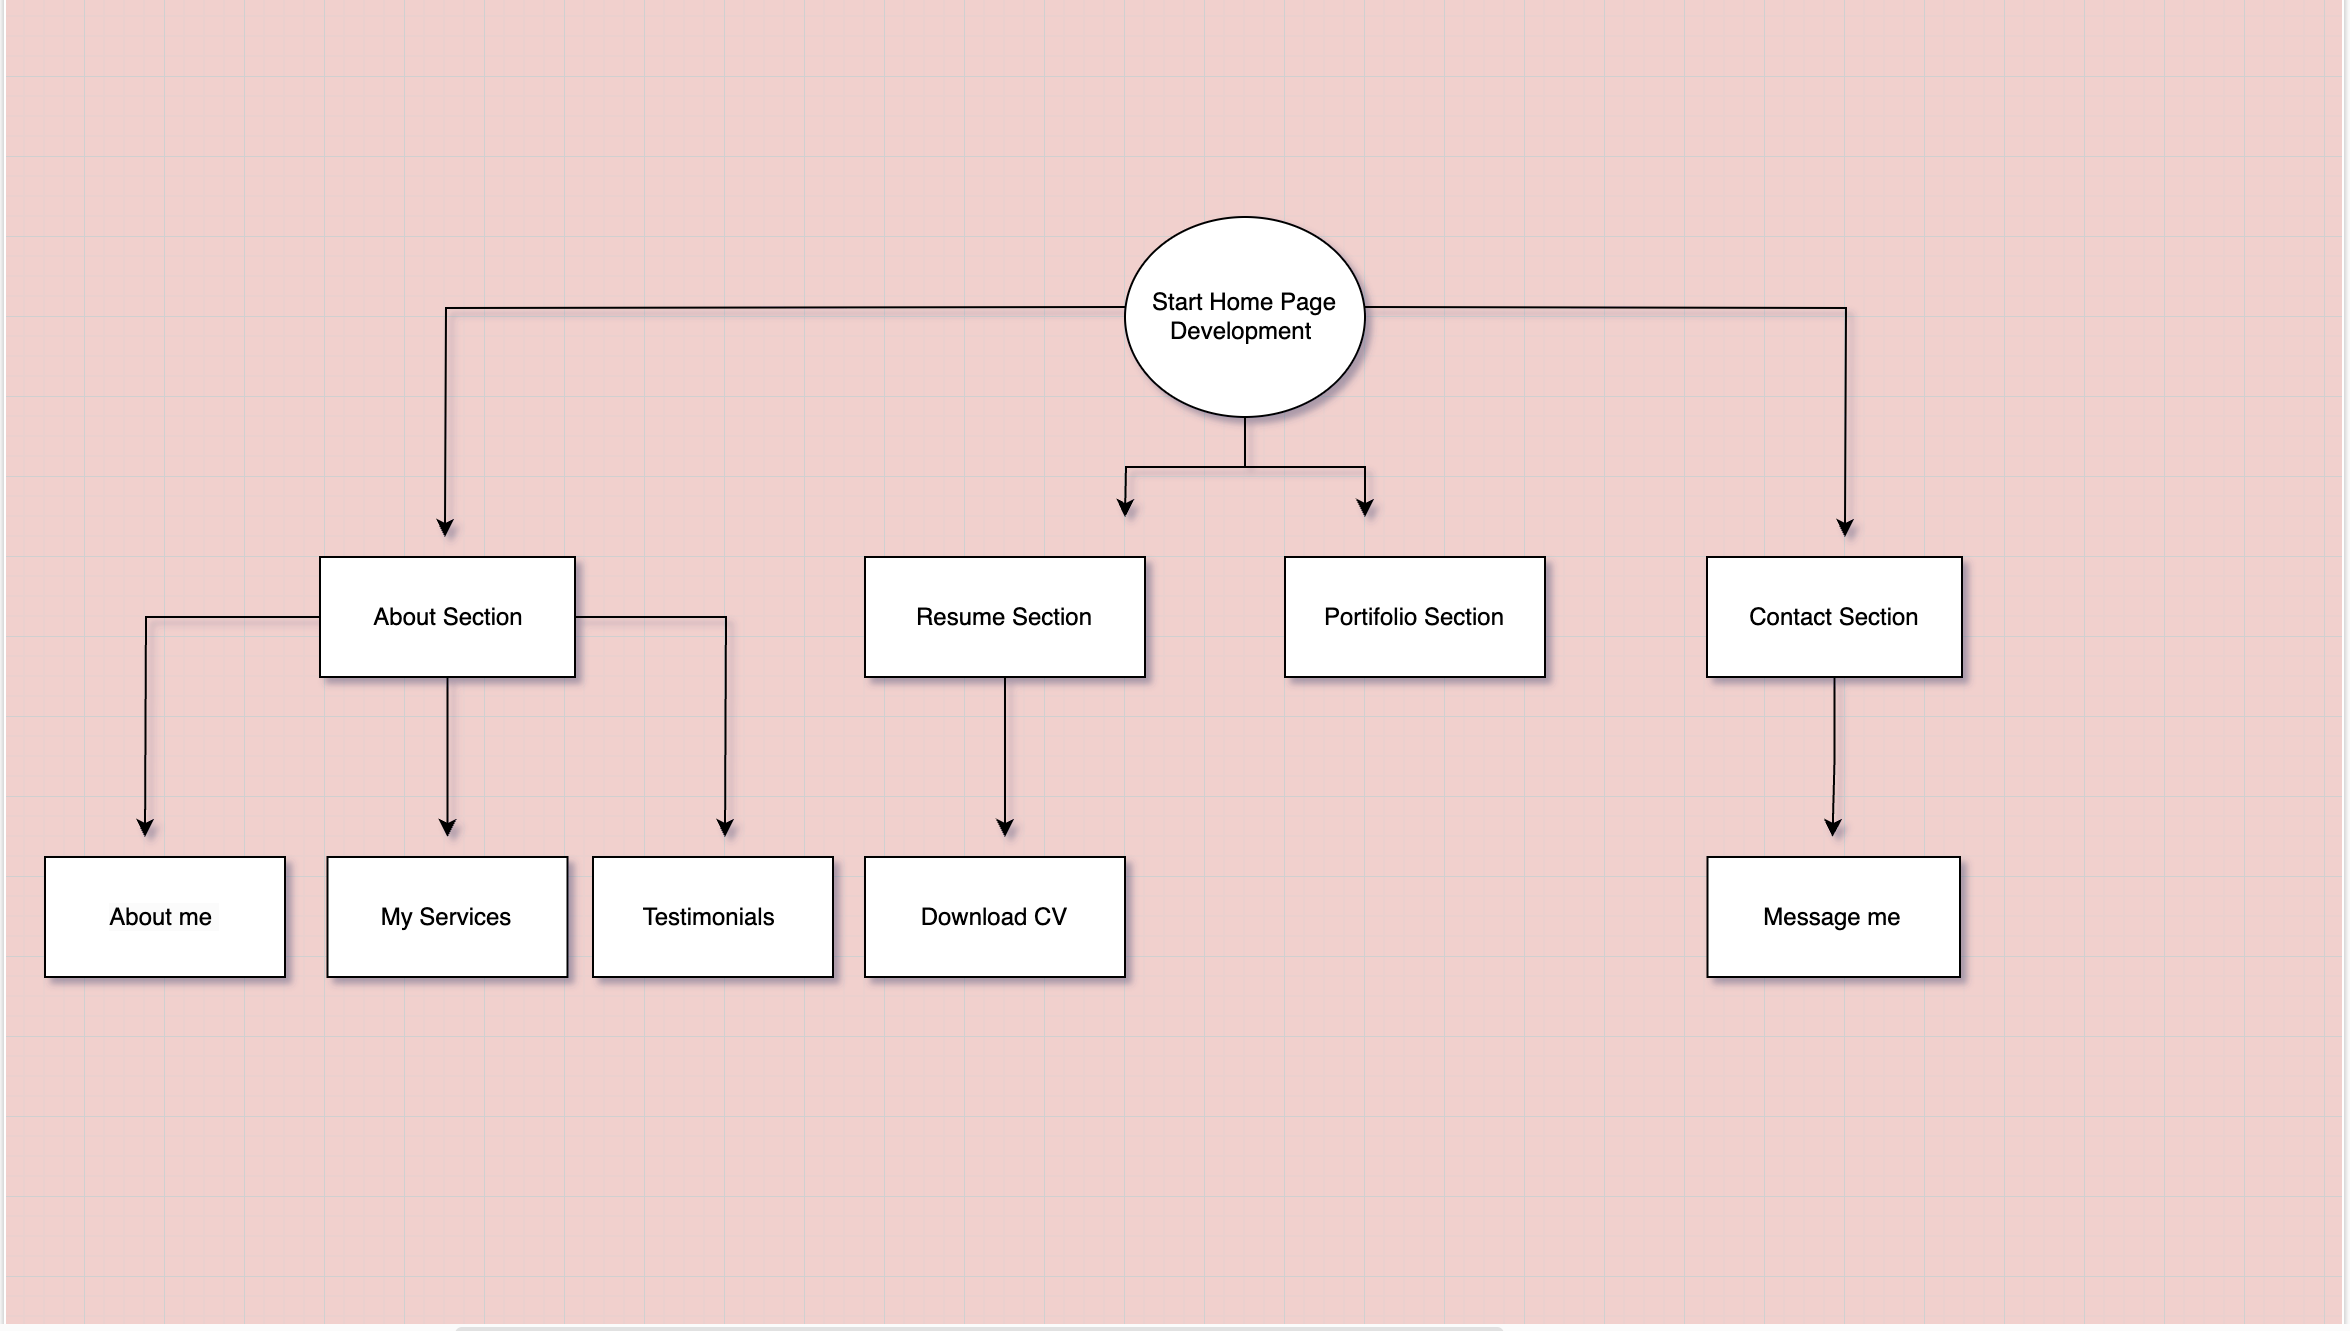 Start Home Page
Development
About Section
Resume Section
Portifolio Section
Contact Section
About me
My Services
Testimonials
Download CV
Message me